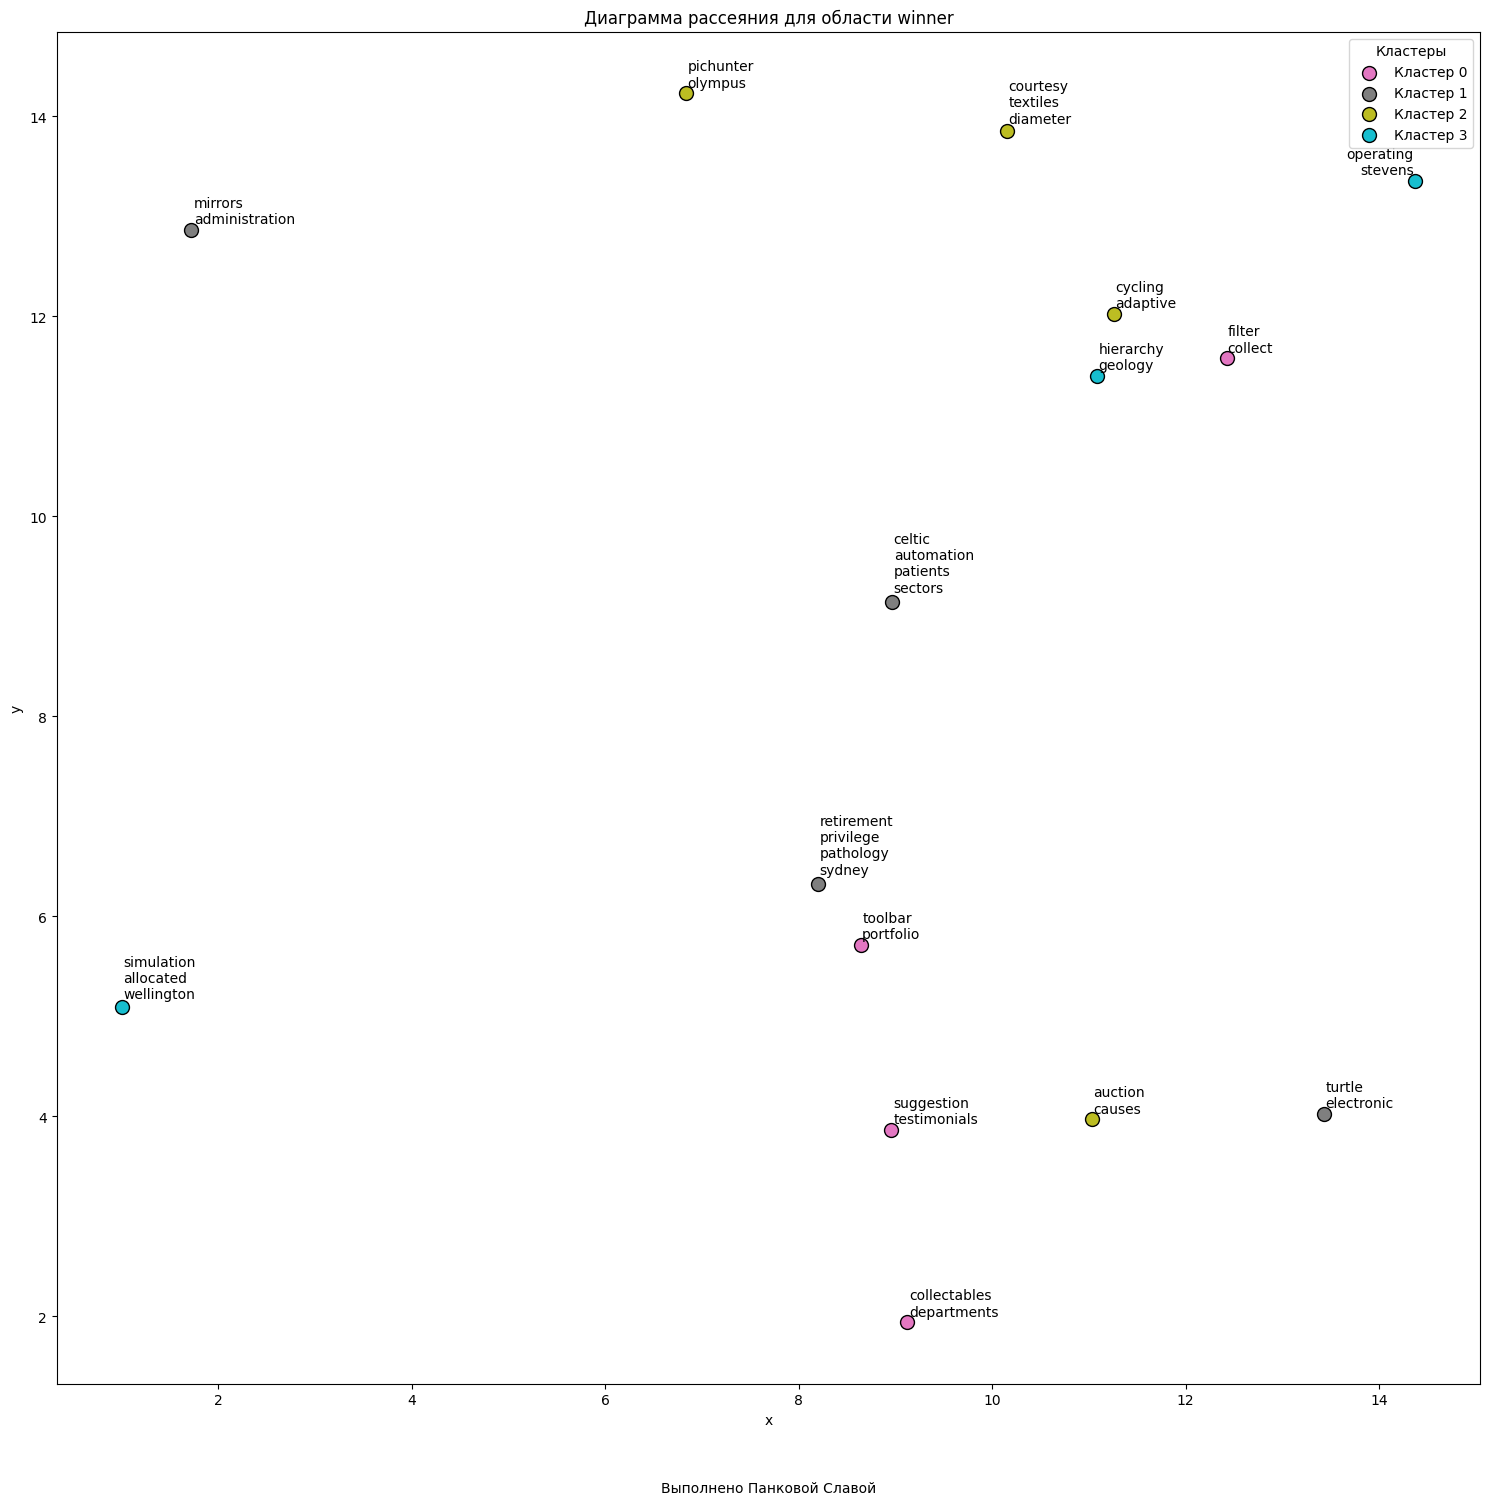 Диаграмма рассеяния для области winner
Кластеры
Кластер 0
Кластер 1
Кластер 2
Кластер 3
pichunter
olympus
courtesy
textiles
diameter
operating
stevens
mirrors
administration
cycling
adaptive
filter
collect
hierarchy
geology
celtic
automation
patients
sectors
retirement
privilege
pathology
sydney
toolbar
portfolio
simulation
allocated
wellington
suggestion
testimonials
auction
causes
turtle
electronic
collectables
departments
14
12
10
8
6
4
2
y
2
4
6
8
10
12
14
x
Выполнено Панковой Славой